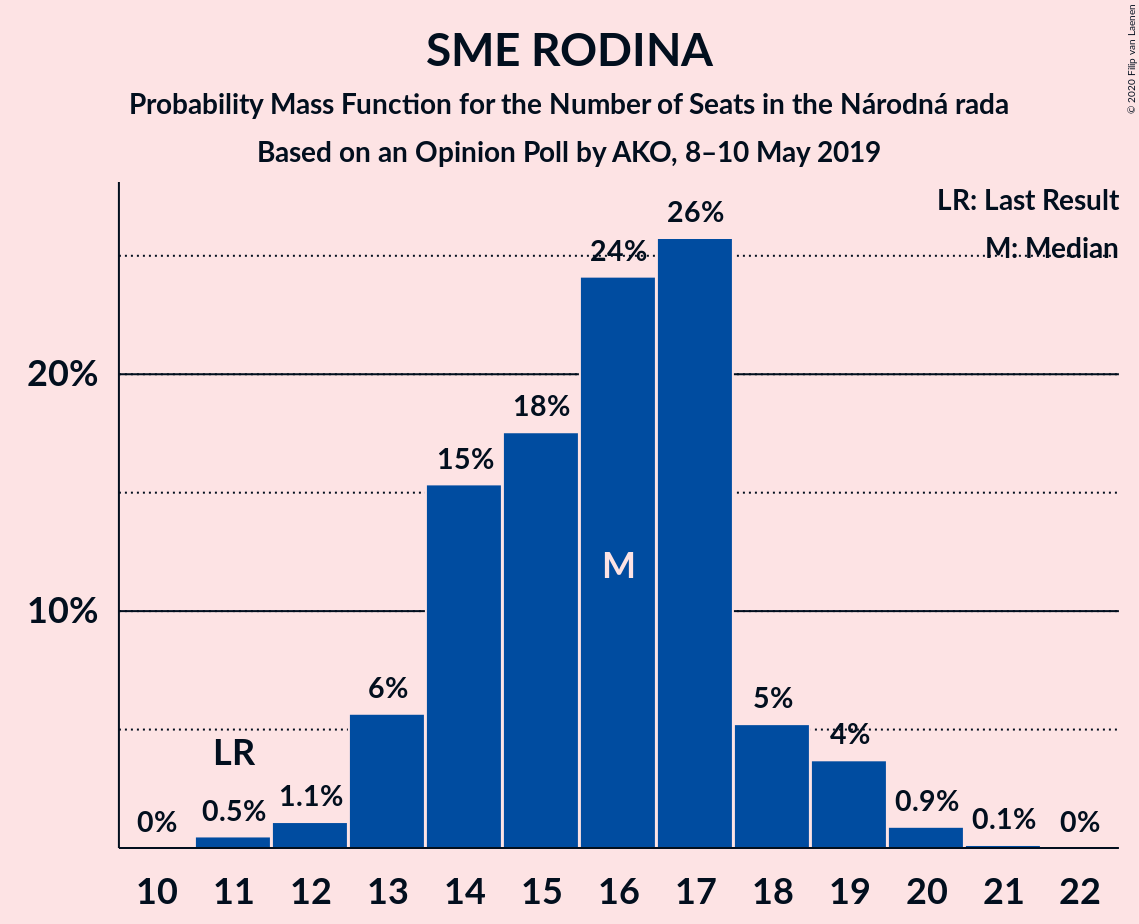 SME RODINA
Probability Mass Function for the Number of Seats in the Národná rada
Based on an Opinion Poll by AKO, 8–10 May 2019
© 2020 Filip van Laenen
LR: Last Result
M: Median
26%
24%
20%
18%
15%
M
10%
6%
5%
4%
LR
1.1%
0.9%
0.5%
0.1%
0%
0%
10 11 12 13 14 15 16 17 18 19 20 21 22